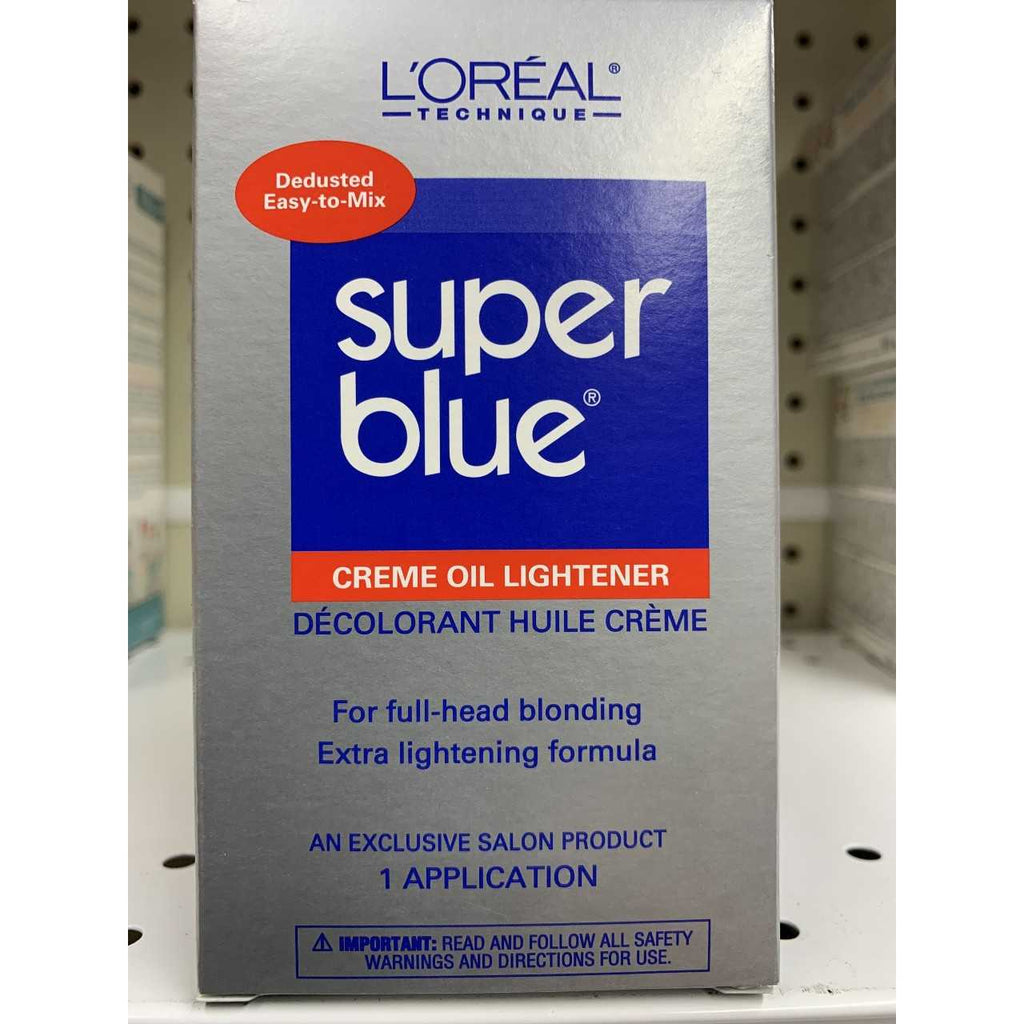 L'ORÉAL®
TECHNIQUE
Dedusted
Easy-to-Mix
super
blue®
CREME OIL LIGHTENER
DÉCOLORANT HUILE CRÈME
For full-head blonding
Extra lightening formula
AN EXCLUSIVE SALON PRODUCT
1 APPLICATION
⚠ IMPORTANT: READ AND FOLLOW ALL SAFETY
WARNINGS AND DIRECTIONS FOR USE.